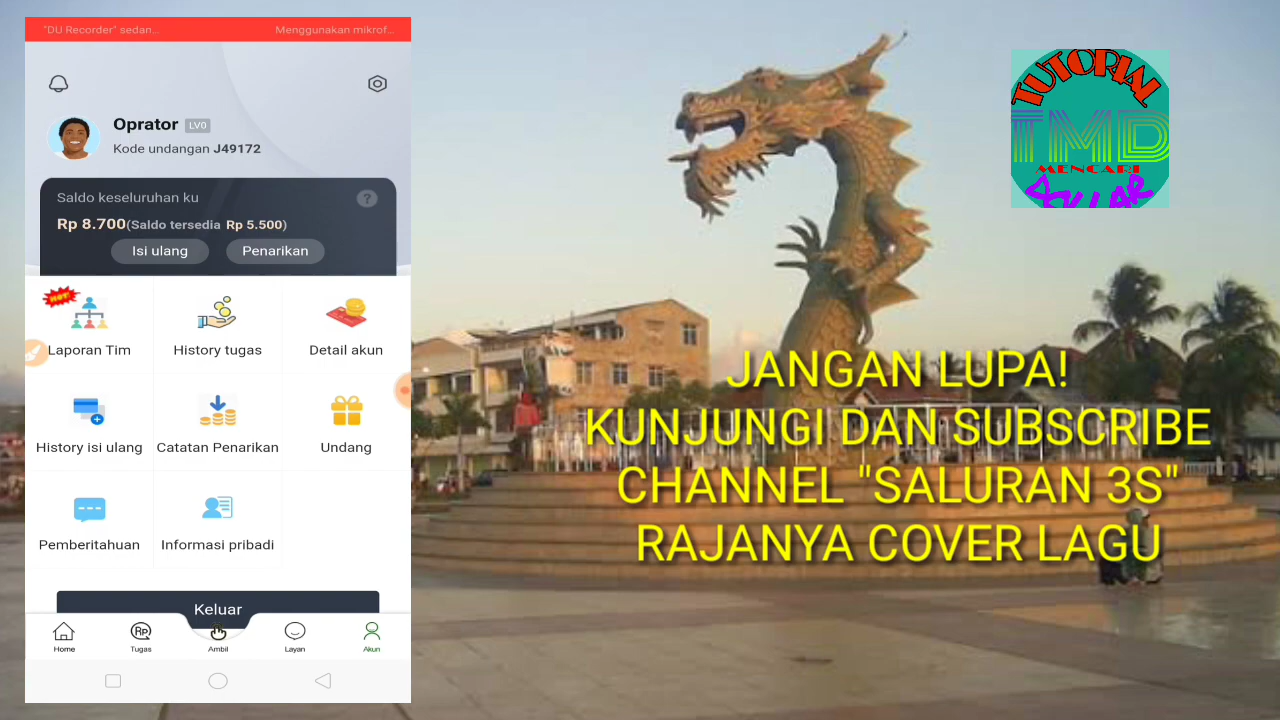 "DU Recorder" sedan...
Menggunakan mikrof...
Oprator LV0
Kode undangan J49172
Saldo keseluruhan ku
?
Rp 8.700(Saldo tersedia Rp 5.500)
Isi ulang
Penarikan
HOT
Laporan Tim
History tugas
Detail akun
History isi ulang
Catatan Penarikan
Undang
Pemberitahuan
Informasi pribadi
Keluar
Rp
Home
Tugas
Ambil
Layan
Akun
TUTORIAL
TMD
MENCARI
DOLLAR
JANGAN LUPA!
KUNJUNGI DAN SUBSCRIBE
CHANNEL "SALURAN 3S"
RAJANYA COVER LAGU